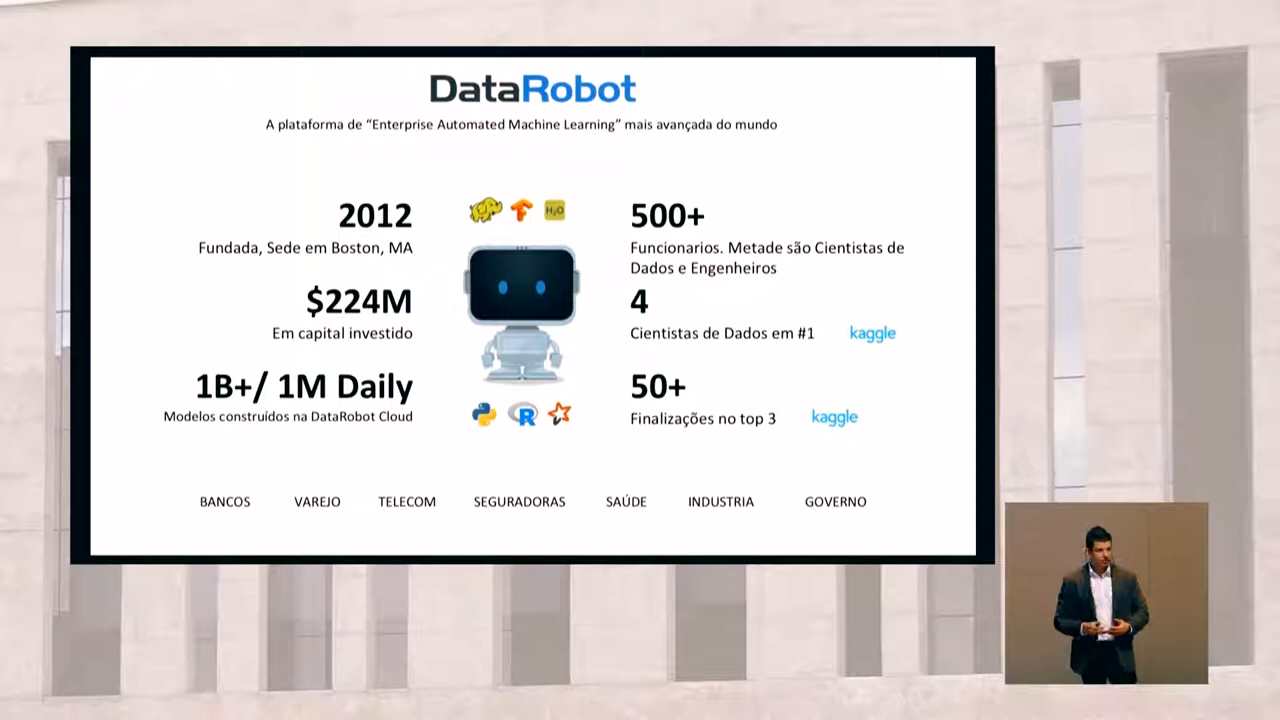 DataRobot
A plataforma de “Enterprise Automated Machine Learning” mais avançada do mundo
2012
Fundada, Sede em Boston, MA
$224M
Em capital investido
1B+/ 1M Daily
Modelos construídos na DataRobot Cloud
H2O
R
500+
Funcionarios. Metade são Cientistas de
Dados e Engenheiros
4
Cientistas de Dados em #1 kaggle
50+
Finalizações no top 3 kaggle
BANCOS VAREJO TELECOM SEGURADORAS SAÚDE INDUSTRIA GOVERNO